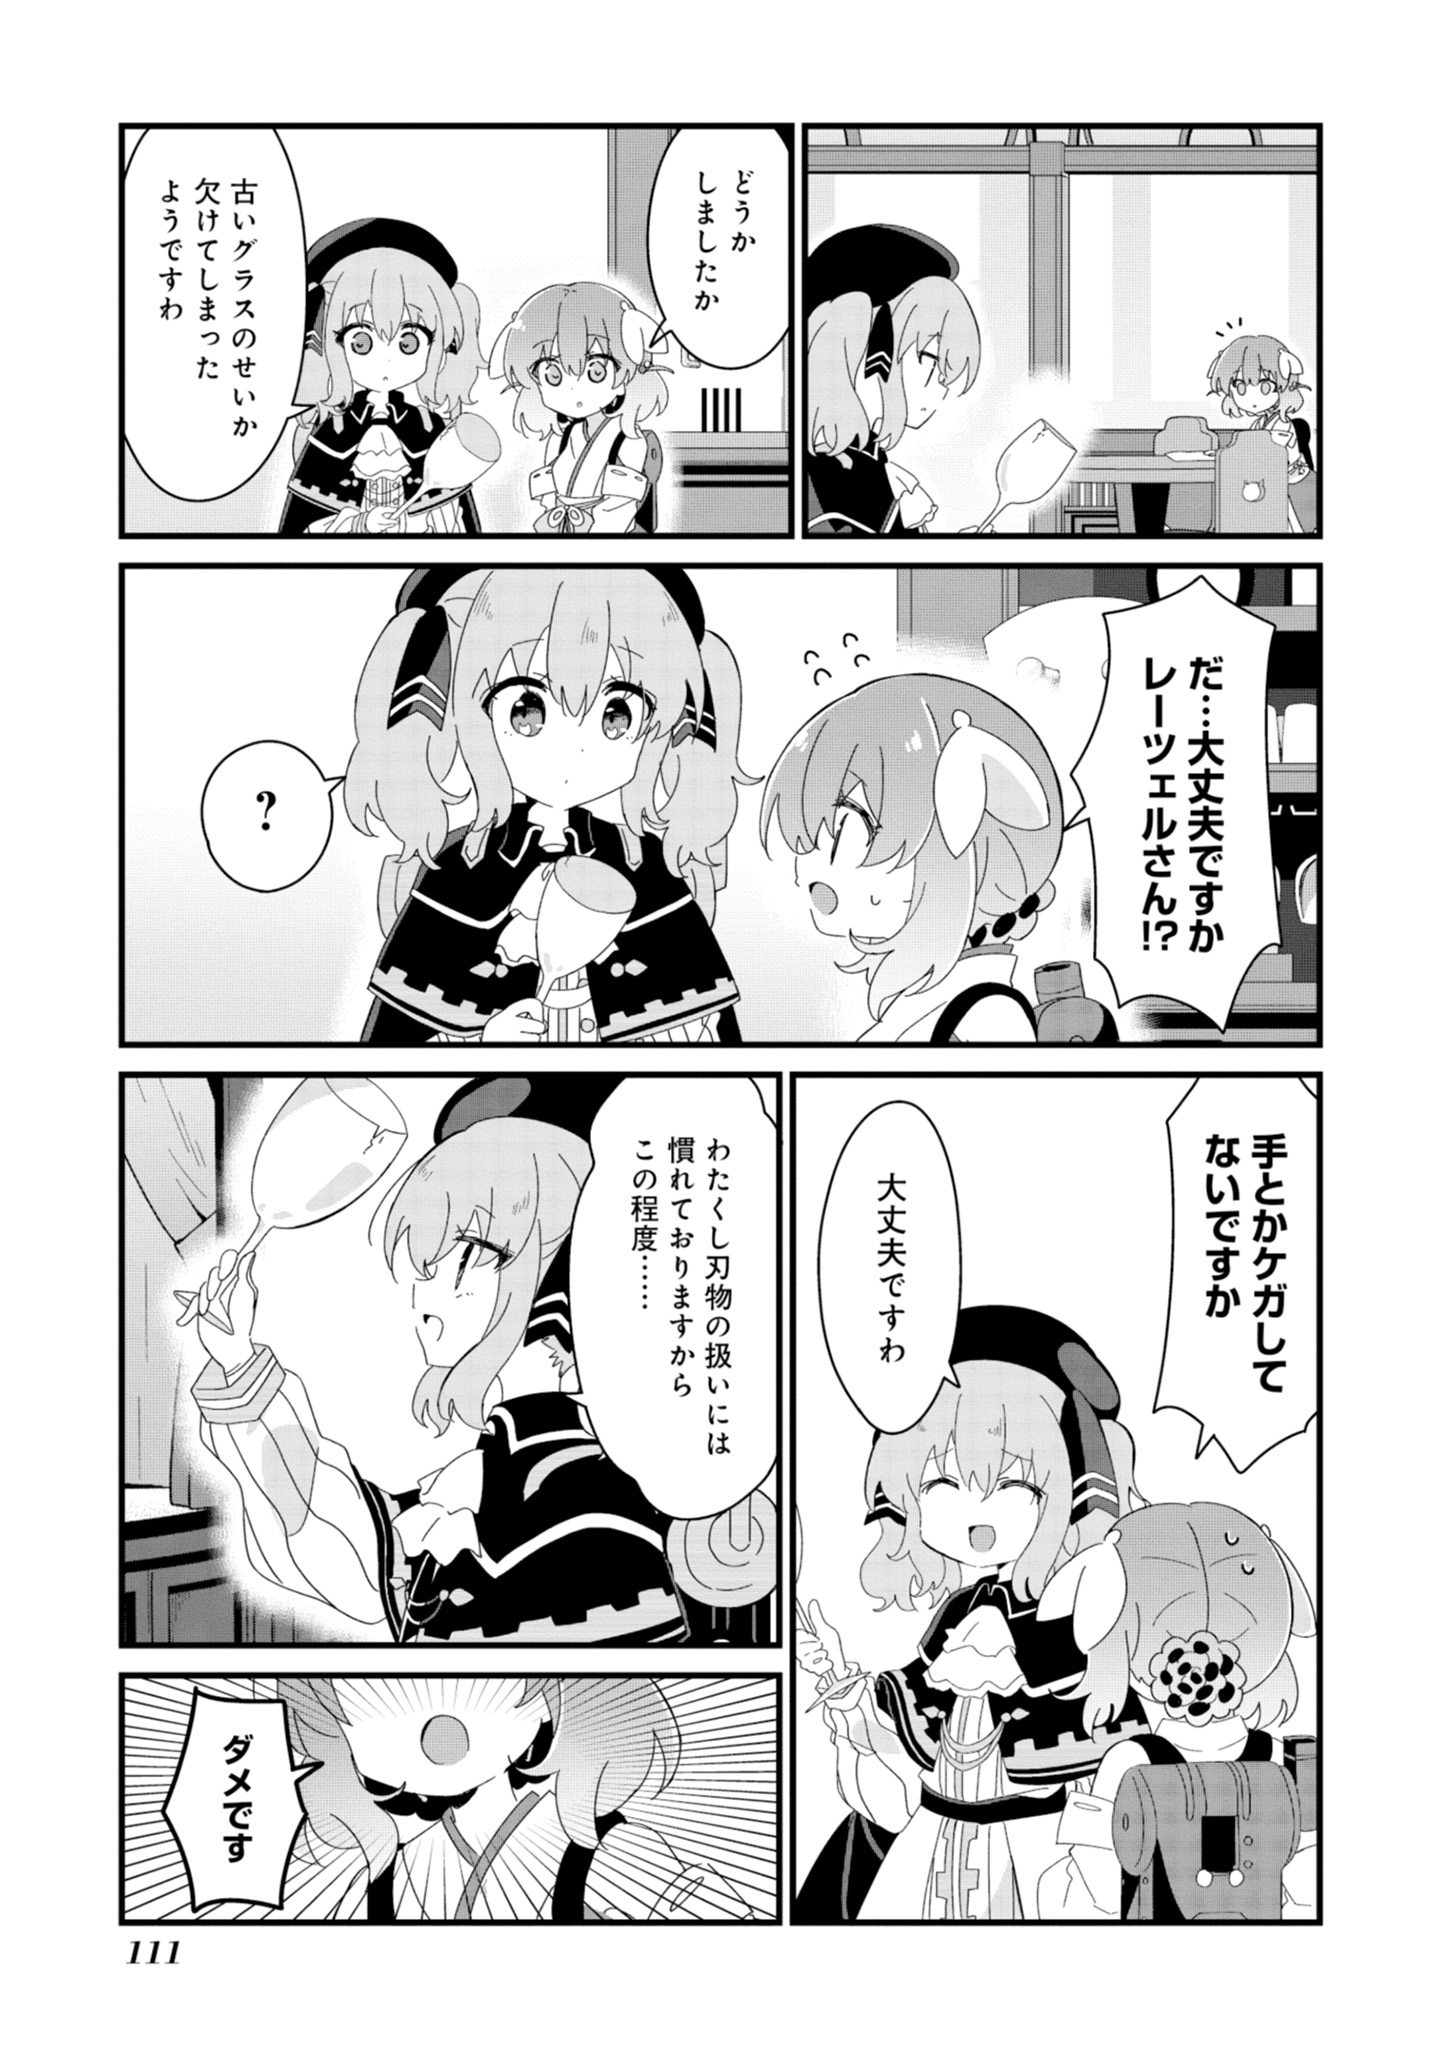 どうか
しましたか
古いグラスのせいか
欠けてしまった
ようですわ
だ…大丈夫ですか
レーツェルさん!?
?
手とかケガして
ないですか
大丈夫ですわ
わたくし刃物の扱いには
慣れておりますから
この程度……
ダメです
111